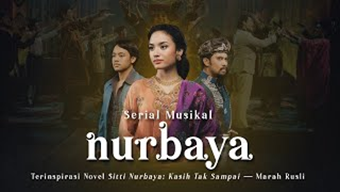 Serial Musikal
nurbaya
Terinspirasi Novel Sitti Nurbaya: Kasih Tak Sampai — Marah Rusli